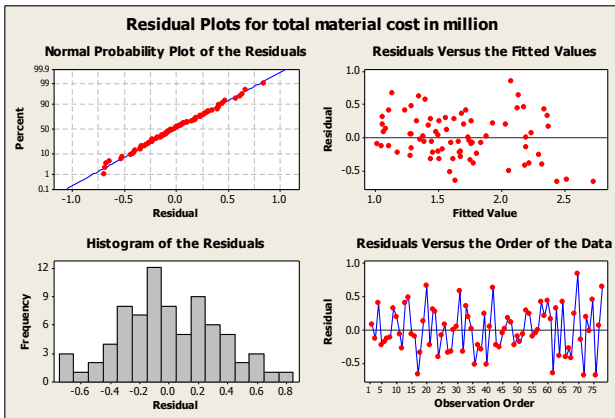 Residual Plots for total material cost in million
Normal Probability Plot of the Residuals
99.9
99
90
50
10
1
0.1
Percent
-1.0 -0.5 0.0 0.5 1.0
Residual
Residuals Versus the Fitted Values
1.0
0.5
0.0
-0.5
Residual
1.0 1.5 2.0 2.5
Fitted Value
Histogram of the Residuals
12
9
6
3
0
Frequency
-0.6 -0.4 -0.2 0.0 0.2 0.4 0.6 0.8
Residual
Residuals Versus the Order of the Data
1.0
0.5
0.0
-0.5
Residual
1 5 10 15 20 25 30 35 40 45 50 55 60 65 70 75
Observation Order